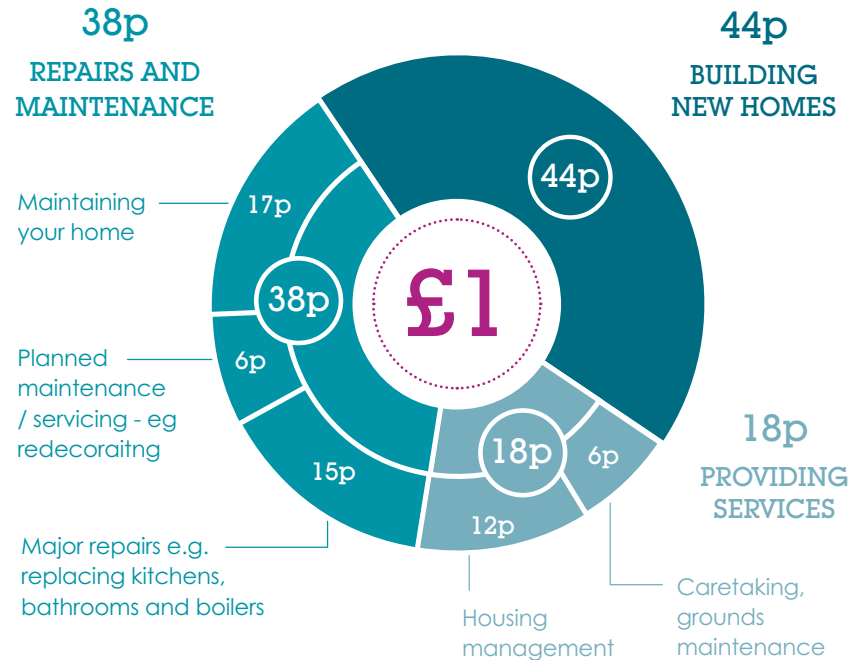 38p
REPAIRS AND
MAINTENANCE
44p
BUILDING
NEW HOMES
44p
Maintaining
your home
17p
38p
£1
Planned
maintenance
/ servicing - eg
redecoraitng
6p
15p
18p
6p
12p
18p
PROVIDING
SERVICES
Major repairs e.g.
replacing kitchens,
bathrooms and boilers
Housing
management
Caretaking,
grounds
maintenance